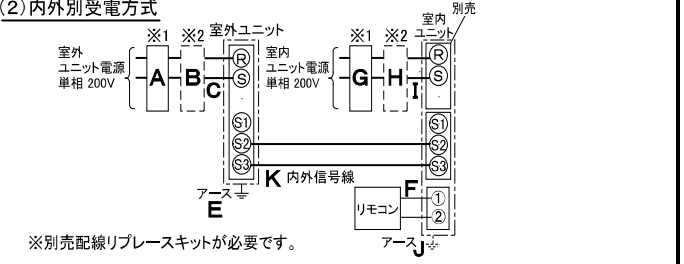 (2)内外別受電方式
別売
※1 ※2 室外ユニット
※1 ※2 室内ユニット
室外
ユニット電源
単相 200V
A
B
C
R
S
S1
S2
S3
室内
ユニット電源
単相 200V
G
H
I
R
S
S1
S2
S3
K 内外信号線
アース
E
リモコン
F
①
②
アース J
※別売配線リプレースキットが必要です。